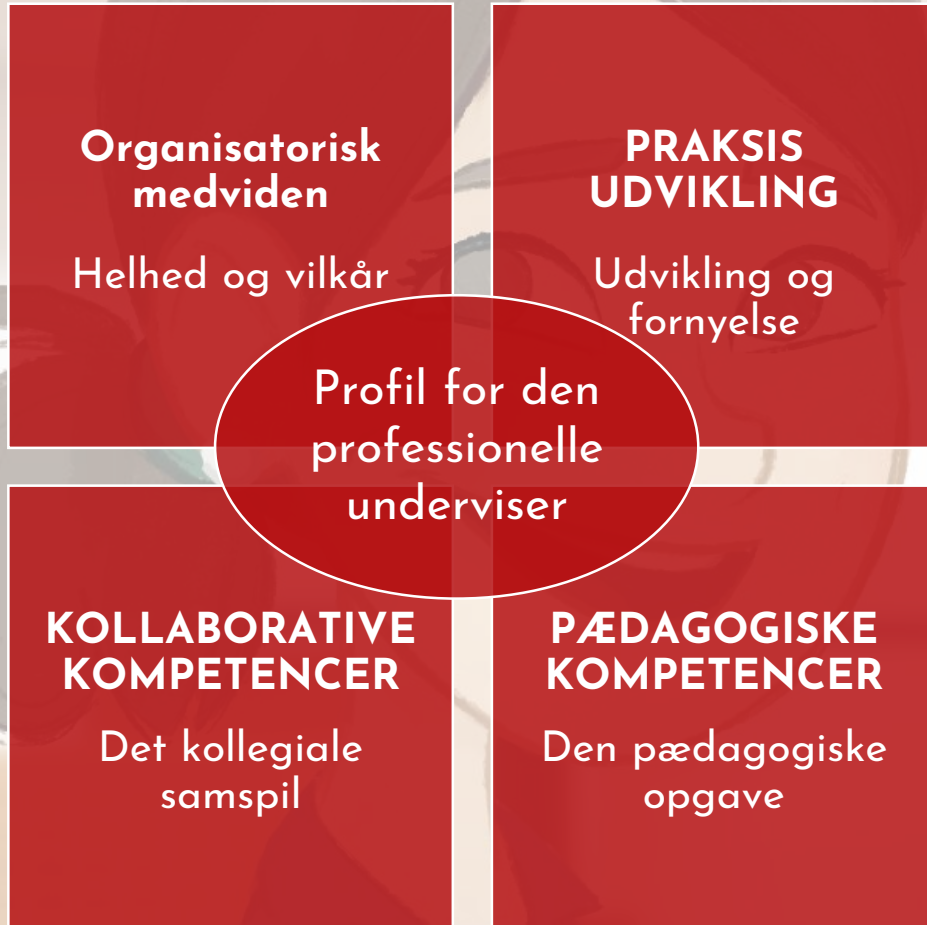 Organisatorisk
medviden
Helhed og vilkår
PRAKSIS
UDVIKLING
Udvikling og
fornyelse
Profil for den
professionelle
underviser
KOLLABORATIVE
KOMPETENCER
Det kollegiale
samspil
PÆDAGOGISKE
KOMPETENCER
Den pædagogiske
opgave